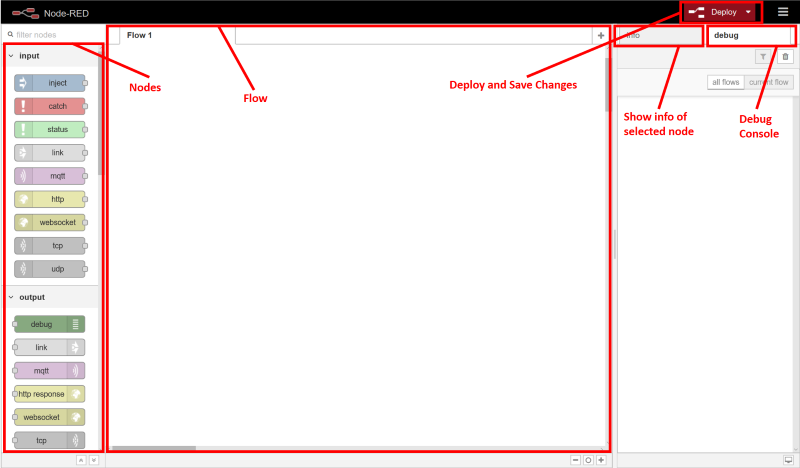 Node-RED
Deploy
filter nodes
Flow 1
info
debug
input
inject
catch
status
link
mqtt
http
websocket
tcp
udp
output
debug
link
mqtt
http response
websocket
tcp
Nodes
Flow
Deploy and Save Changes
all flows
current flow
Show info of
selected node
Debug
Console